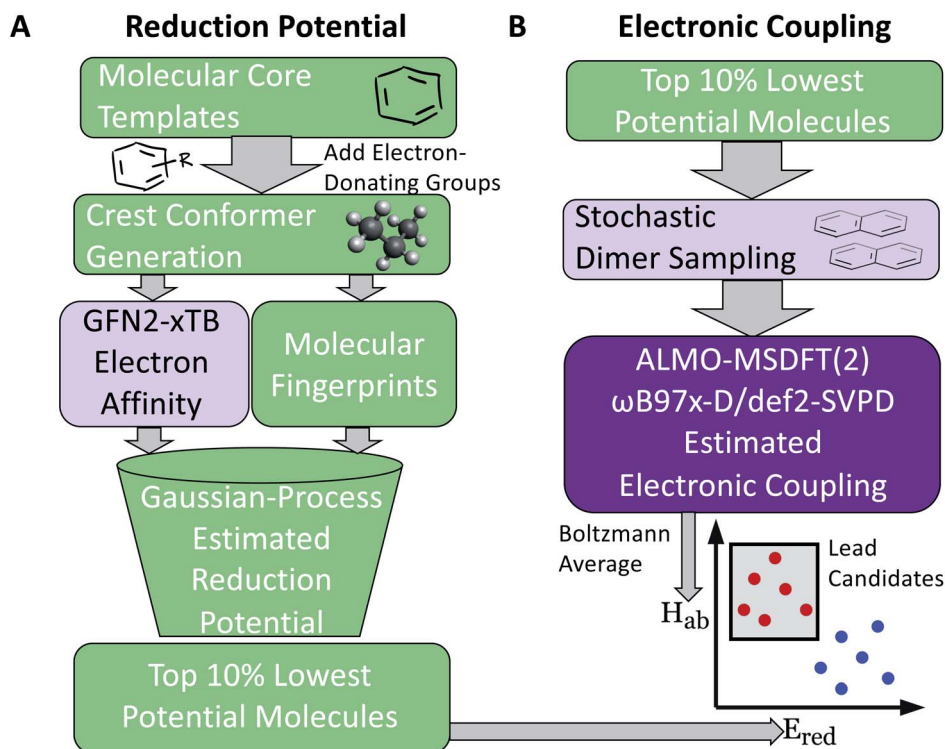 A
Reduction Potential
Molecular Core
Templates
R
Add Electron-
Donating Groups
Crest Conformer
Generation
GFN2-xTB
Electron
Affinity
Molecular
Fingerprints
Gaussian-Process
Estimated
Reduction
Potential
Top 10% Lowest
Potential Molecules
B
Electronic Coupling
Top 10% Lowest
Potential Molecules
Stochastic
Dimer Sampling
ALMO-MSDFT(2)
ωB97x-D/def2-SVPD
Estimated
Electronic Coupling
Boltzmann
Average
Lead
Candidates
Hab
Ered